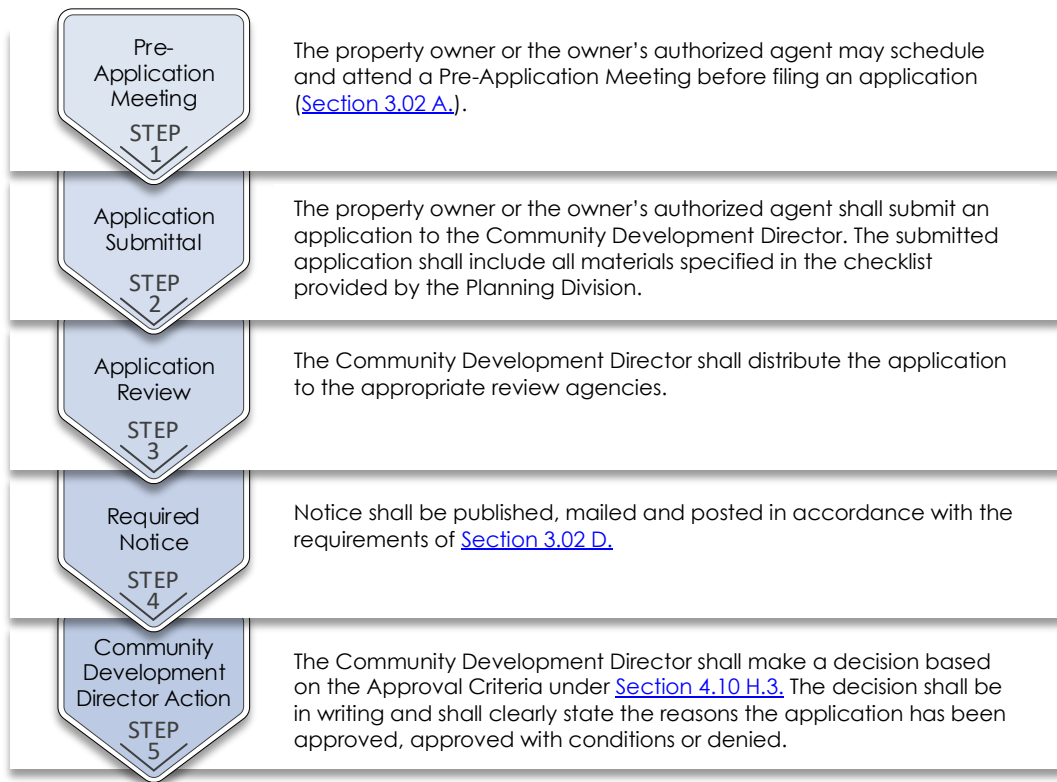 Pre-
Application
Meeting
STEP
1
The property owner or the owner’s authorized agent may schedule
and attend a Pre-Application Meeting before filing an application
(Section 3.02 A.).
Application
Submittal
STEP
2
The property owner or the owner’s authorized agent shall submit an
application to the Community Development Director. The submitted
application shall include all materials specified in the checklist
provided by the Planning Division.
Application
Review
STEP
3
The Community Development Director shall distribute the application
to the appropriate review agencies.
Required
Notice
STEP
4
Notice shall be published, mailed and posted in accordance with the
requirements of Section 3.02 D.
Community
Development
Director Action
STEP
5
The Community Development Director shall make a decision based
on the Approval Criteria under Section 4.10 H.3. The decision shall be
in writing and shall clearly state the reasons the application has been
approved, approved with conditions or denied.